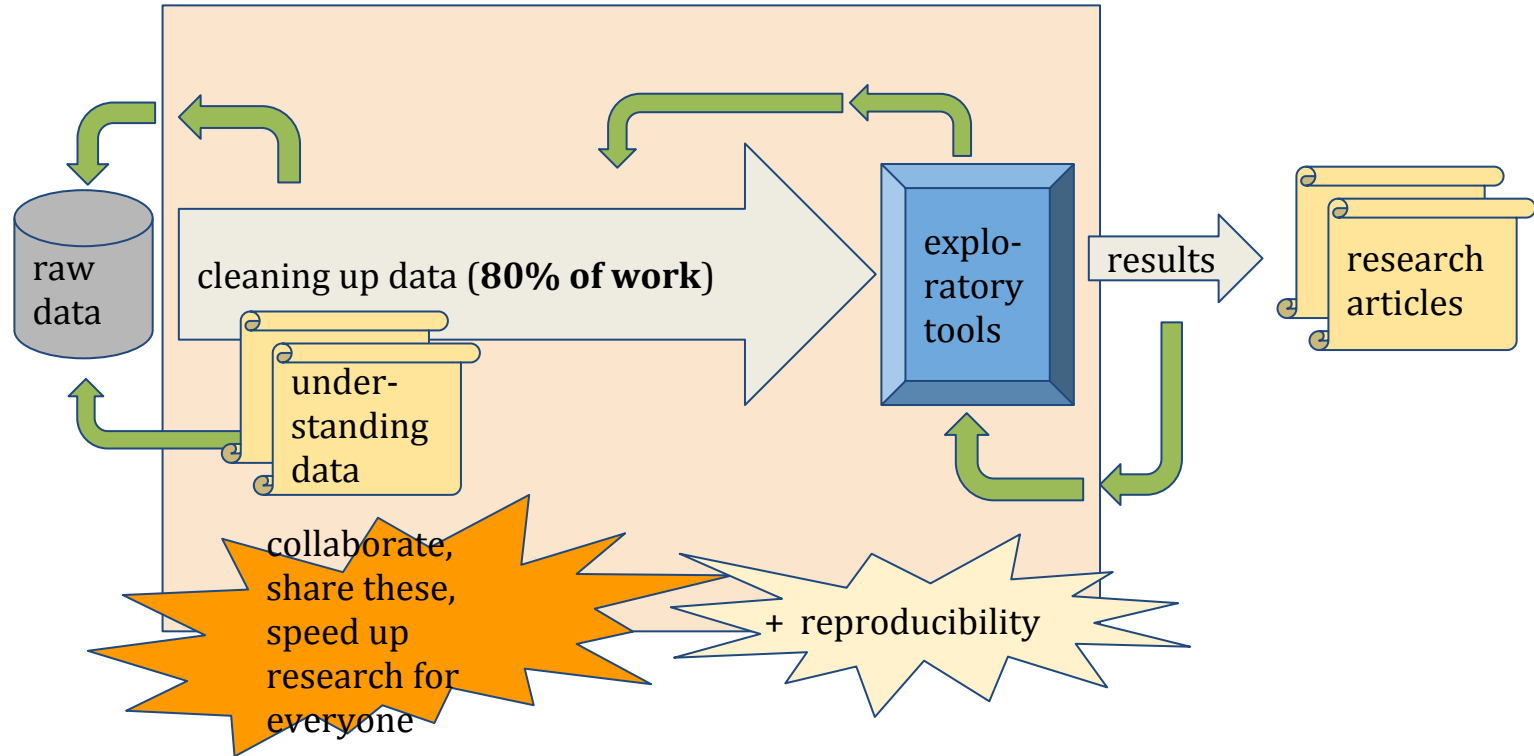 raw
data
cleaning up data (80% of work)
under-
standing
data
explo-
ratory
tools
results
research
articles
collaborate,
share these,
speed up
research for
everyone
+ reproducibility